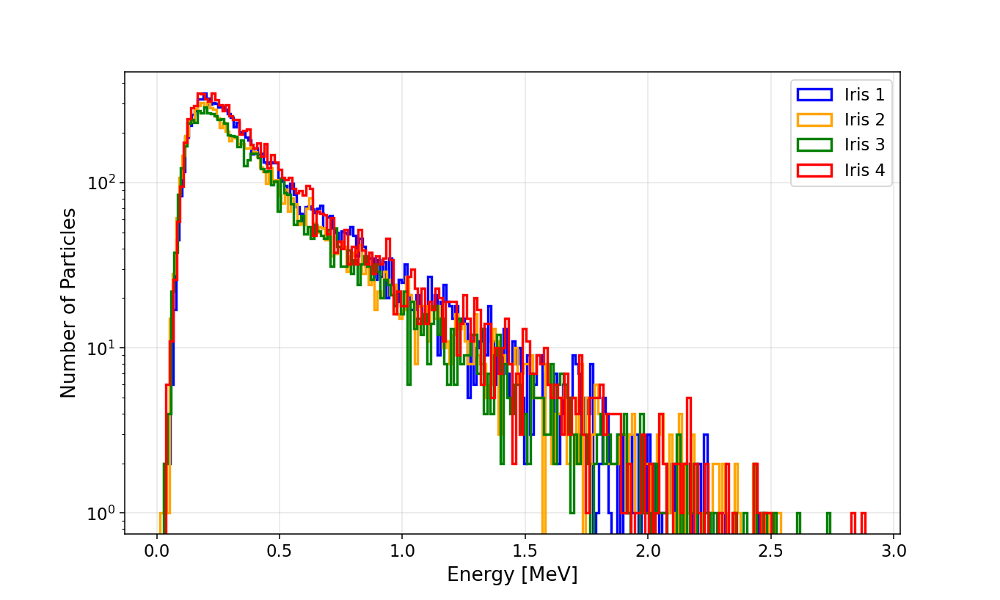 Iris 1
Iris 2
Iris 3
Iris 4
Number of Particles
10²
10¹
10⁰
0.0 0.5 1.0 1.5 2.0 2.5 3.0
Energy [MeV]